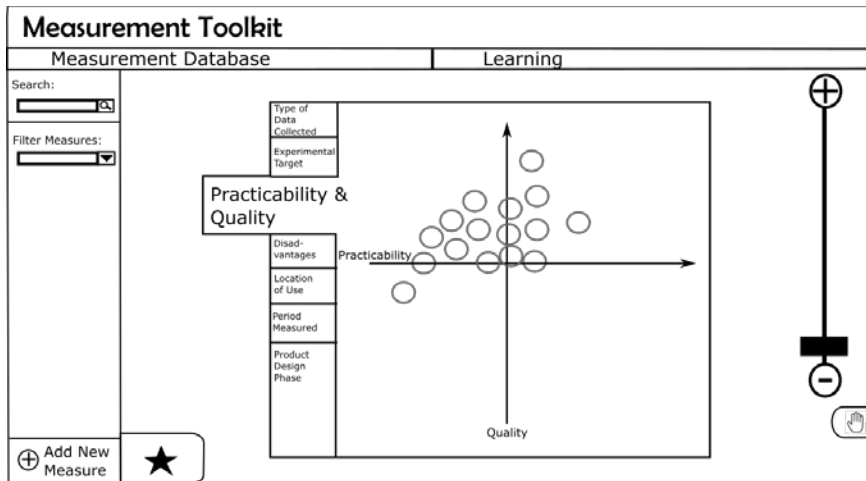 Measurement Toolkit
Measurement Database
Learning
Search:
Filter Measures:
Type of
Data
Collected
Experimental
Target
Practicability &
Quality
Disad-
vantages
Location
of Use
Period
Measured
Product
Design
Phase
Practicability
Quality
Add New
Measure